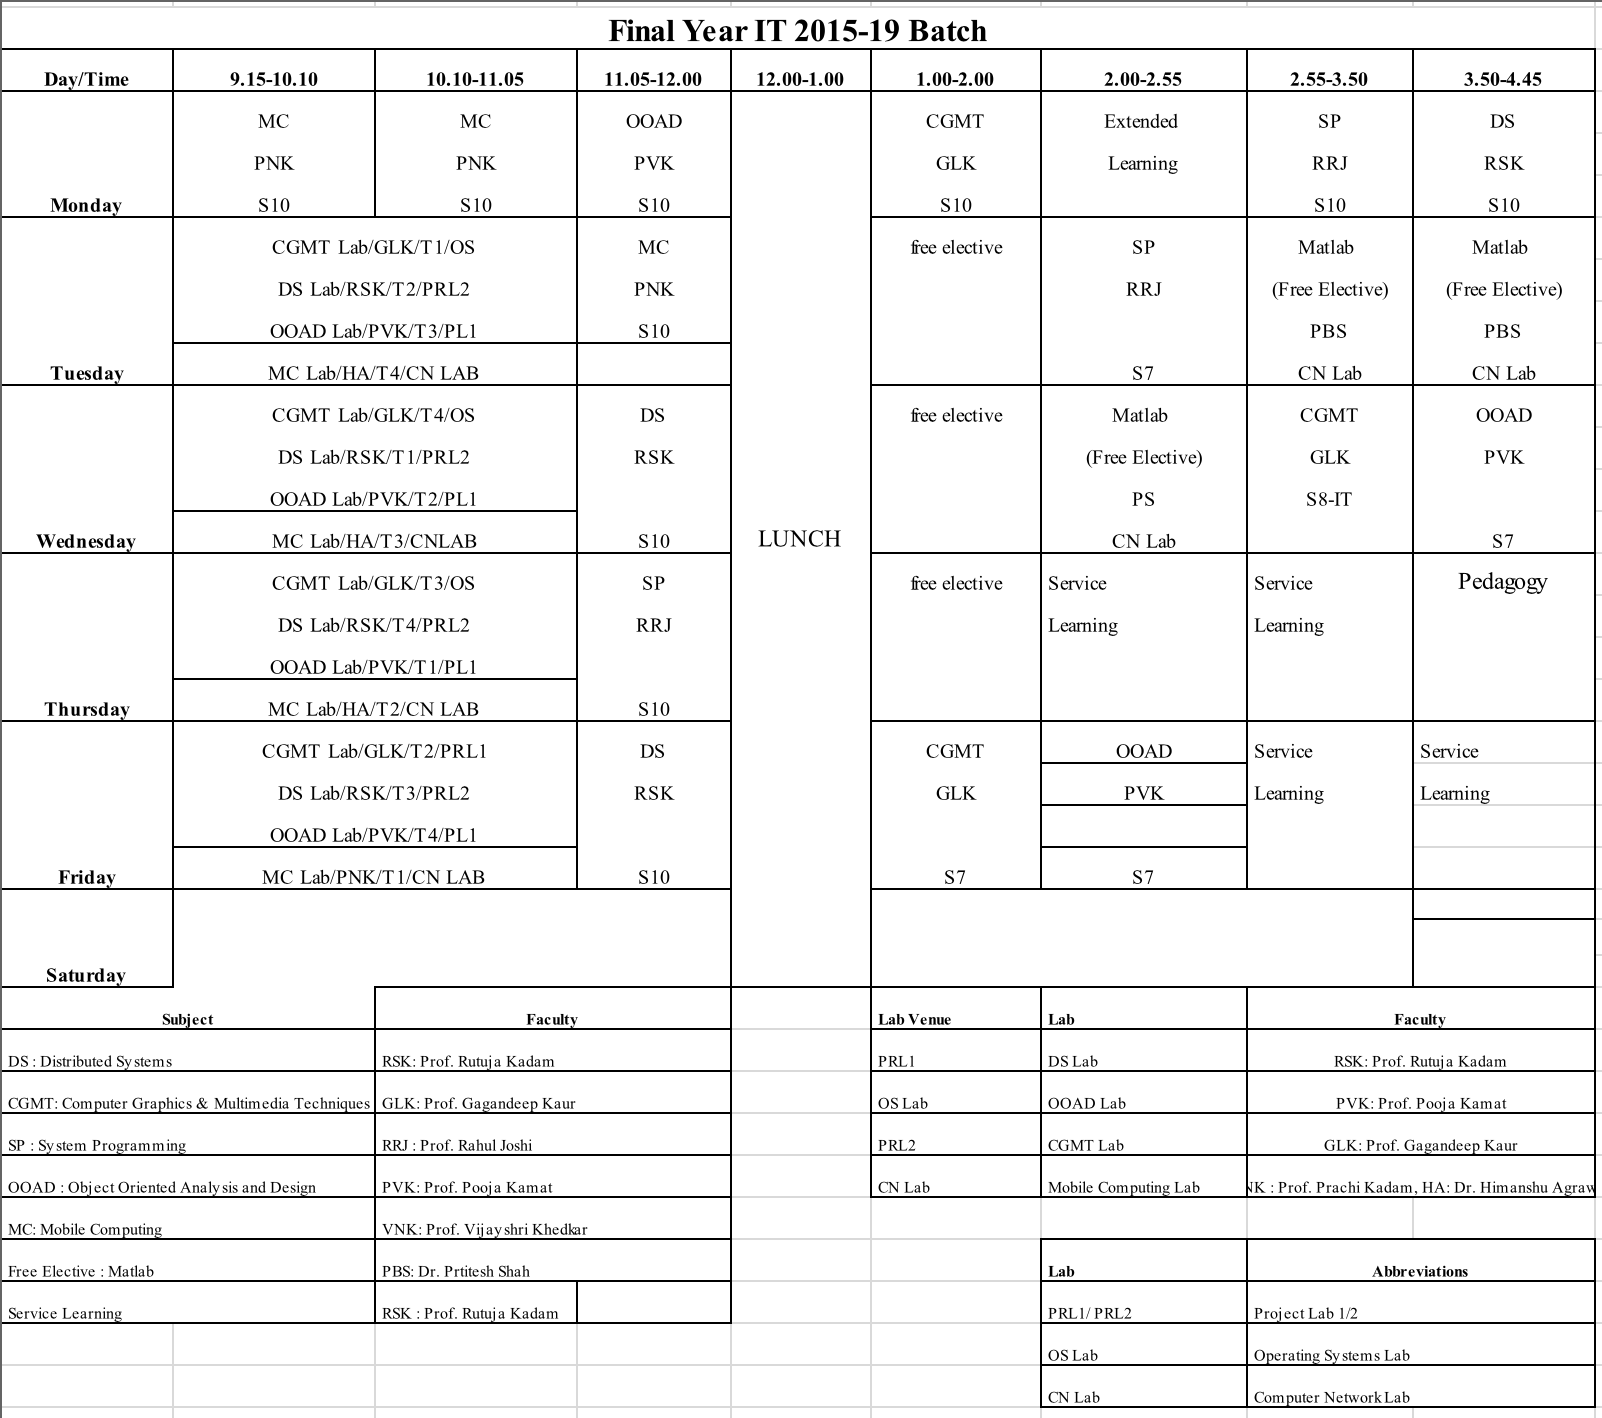 Final Year IT 2015-19 Batch
Day/Time 9.15-10.10 10.10-11.05 11.05-12.00 12.00-1.00 1.00-2.00 2.00-2.55 2.55-3.50 3.50-4.45
MC MC OOAD CGMT Extended SP DS
PNK PNK PVK GLK Learning RRJ RSK
Monday S10 S10 S10 S10 S10 S10
CGMT Lab/GLK/T1/OS MC free elective SP Matlab Matlab
DS Lab/RSK/T2/PRL2 PNK RRJ (Free Elective) (Free Elective)
OOAD Lab/PVK/T3/PL1 S10 PBS PBS
Tuesday MC Lab/HA/T4/CN LAB S7 CN Lab CN Lab
CGMT Lab/GLK/T4/OS DS free elective Matlab CGMT OOAD
DS Lab/RSK/T1/PRL2 RSK (Free Elective) GLK PVK
OOAD Lab/PVK/T2/PL1 PS S8-IT
Wednesday MC Lab/HA/T3/CNLAB S10 LUNCH CN Lab S7
CGMT Lab/GLK/T3/OS SP free elective Service Service Pedagogy
DS Lab/RSK/T4/PRL2 RRJ Learning Learning
OOAD Lab/PVK/T1/PL1
Thursday MC Lab/HA/T2/CN LAB S10
CGMT Lab/GLK/T2/PRL1 DS CGMT OOAD Service Service
DS Lab/RSK/T3/PRL2 RSK GLK PVK Learning Learning
OOAD Lab/PVK/T4/PL1
Friday MC Lab/PNK/T1/CN LAB S10 S7 S7
Saturday
Subject Faculty Lab Venue Lab Faculty
DS : Distributed Systems RSK: Prof. Rutuja Kadam PRL1 DS Lab RSK: Prof. Rutuja Kadam
CGMT: Computer Graphics & Multimedia Techniques GLK: Prof. Gagandeep Kaur OS Lab OOAD Lab PVK: Prof. Pooja Kamat
SP : System Programming RRJ : Prof. Rahul Joshi PRL2 CGMT Lab GLK: Prof. Gagandeep Kaur
OOAD : Object Oriented Analysis and Design PVK: Prof. Pooja Kamat CN Lab Mobile Computing Lab NK : Prof. Prachi Kadam, HA: Dr. Himanshu Agraw
MC: Mobile Computing VNK: Prof. Vijayshri Khedkar
Free Elective : Matlab PBS: Dr. Prtitesh Shah Lab Abbreviations
Service Learning RSK : Prof. Rutuja Kadam PRL1/ PRL2 Project Lab 1/2
OS Lab Operating Systems Lab
CN Lab Computer Network Lab